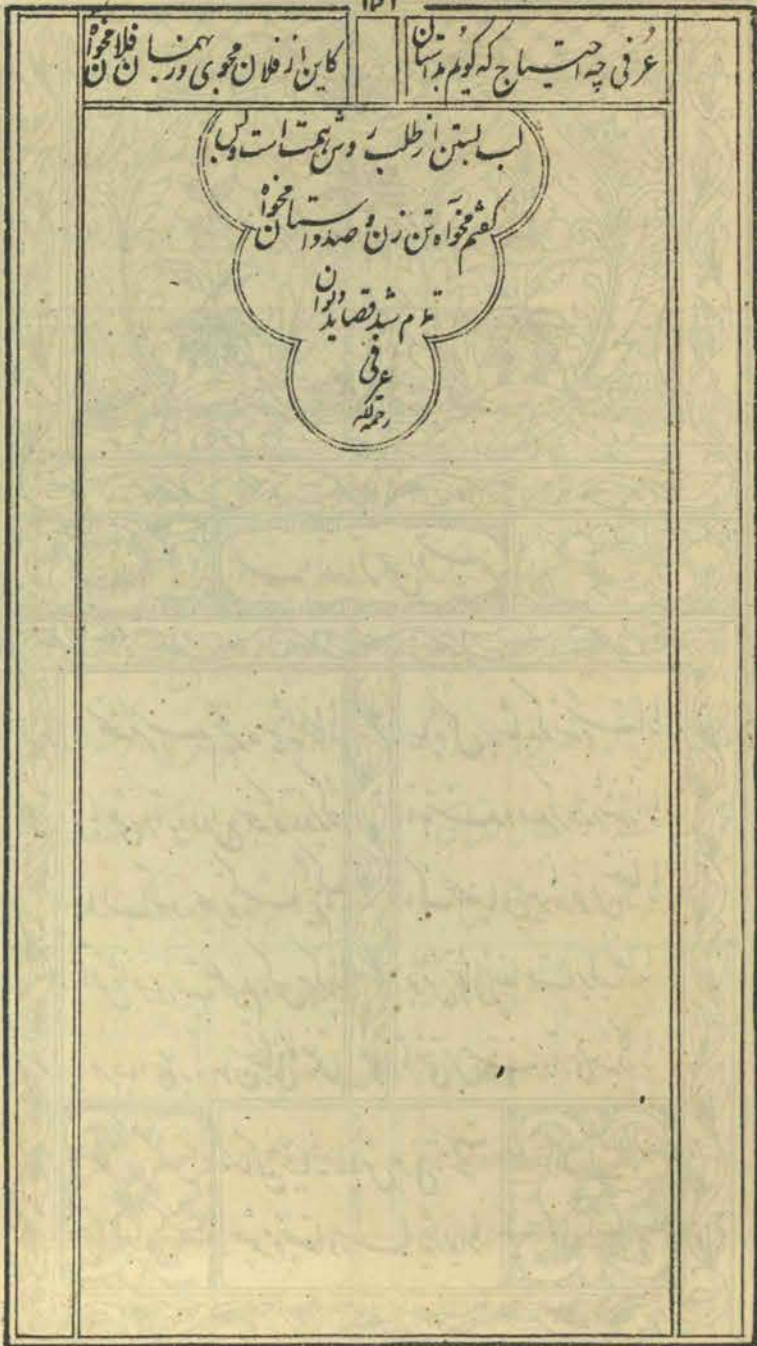 عرفی چه احتیاج که گویم بداستان
کاین از فلان مجوی و ز بهمان فلان مخواه
لب بستن از طلب روش همت است و بس
گفتم مخواه تن زن و صد داستان مخواه
تمام شد قصاید دیوان
عرفی
رحمه الله